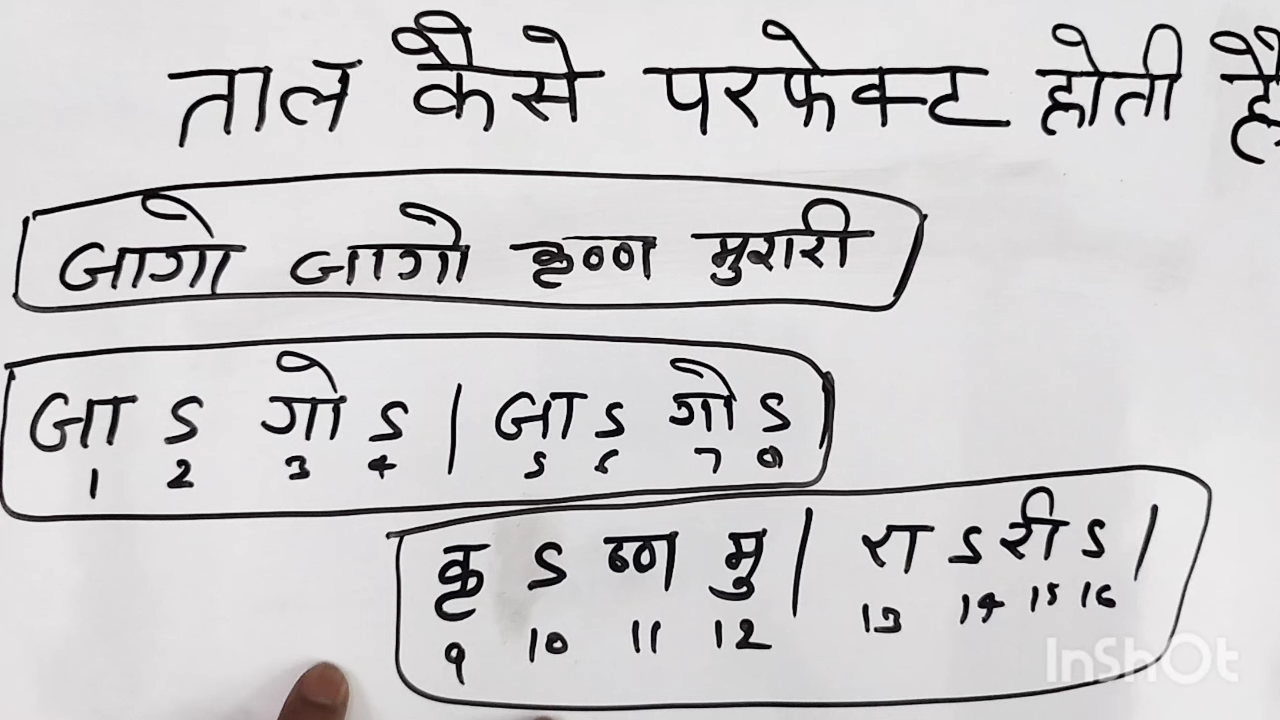 ताल कैसे परफेक्ट होती है
जागो जागो कृष्ण मुरारी
जा ऽ गो ऽ | जा ऽ गो ऽ |
1 2 3 4 5 6 7 8
कृ ऽ ष्ण मु | रा ऽ री ऽ |
9 10 11 12 13 14 15 16
InShOt